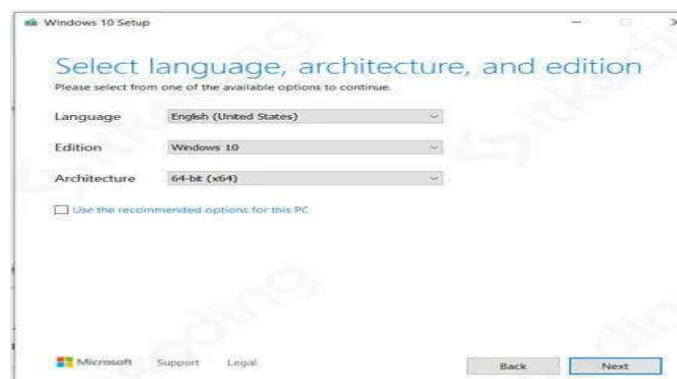 Windows 10 Setup
Select language, architecture, and edition
Please select from one of the available options to continue.
Language English (United States)
Edition Windows 10
Architecture 64-bit (x64)
Use the recommended options for this PC
Microsoft Support Legal Back Next
itkoding